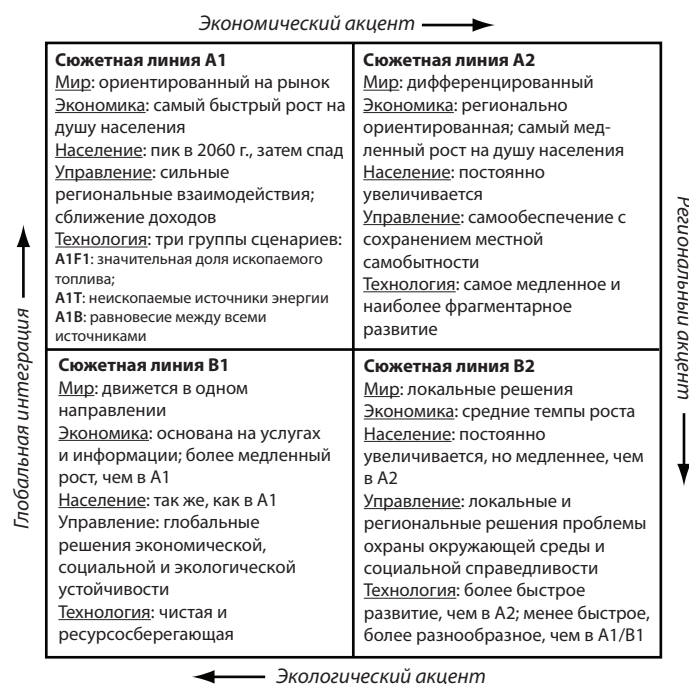 Экономический акцент
Сюжетная линия A1
Мир: ориентированный на рынок
Экономика: самый быстрый рост на
душу населения
Население: пик в 2060 г., затем спад
Управление: сильные
региональные взаимодействия;
сближение доходов
Технология: три группы сценариев:
A1F1: значительная доля ископаемого
топлива;
A1T: неископаемые источники энергии
A1B: равновесие между всеми
источниками
Сюжетная линия A2
Мир: дифференцированный
Экономика: регионально
ориентированная; самый мед-
ленный рост на душу населения
Население: постоянно
увеличивается
Управление: самообеспечение с
сохранением местной
самобытности
Технология: самое медленное и
наиболее фрагментарное
развитие
Глобальная интеграция
Региональный акцент
Сюжетная линия B1
Мир: движется в одном
направлении
Экономика: основана на услугах
и информации; более медленный
рост, чем в A1
Население: так же, как в A1
Управление: глобальные
решения экономической,
социальной и экологической
устойчивости
Технология: чистая и
ресурсосберегающая
Сюжетная линия B2
Мир: локальные решения
Экономика: средние темпы роста
Население: постоянно
увеличивается, но медленнее, чем
в A2
Управление: локальные и
региональные решения проблемы
охраны окружающей среды и
социальной справедливости
Технология: более быстрое
развитие, чем в A2; менее быстрое,
более разнообразное, чем в A1/B1
Экологический акцент